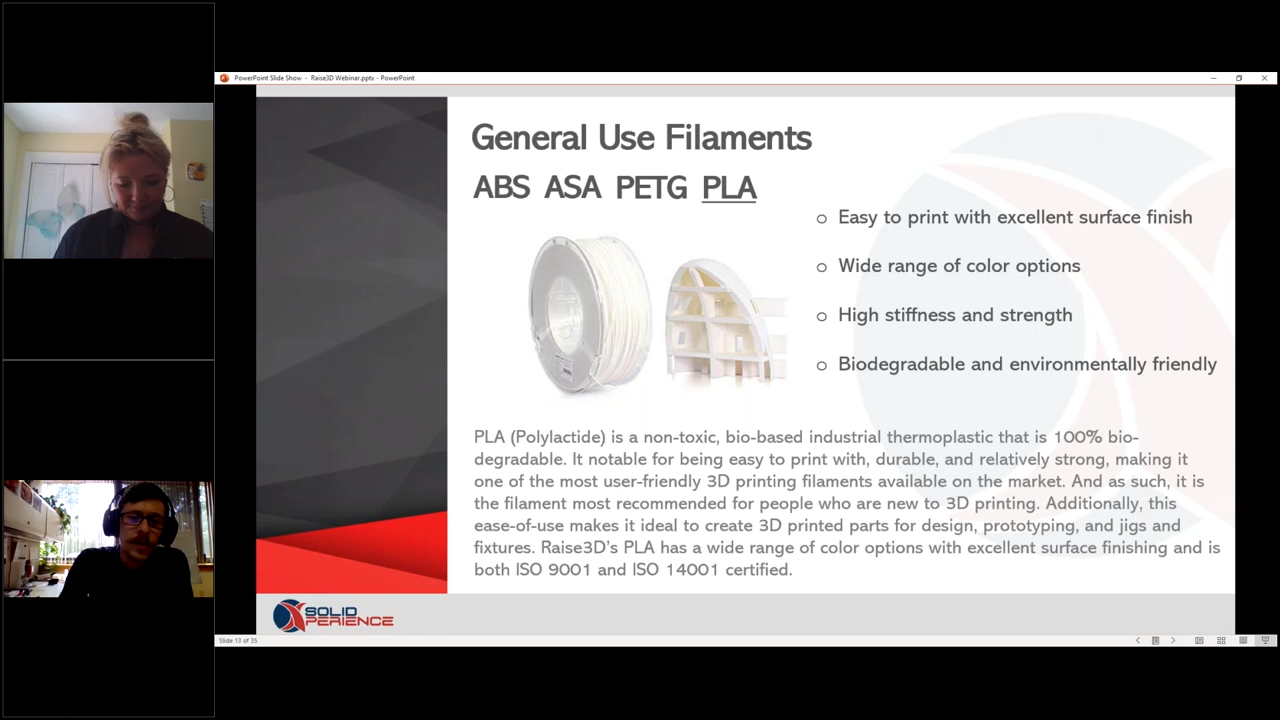 PowerPoint Slide Show - Raise3D Webinar.pptx - PowerPoint
General Use Filaments
ABS ASA PETG PLA
o Easy to print with excellent surface finish
o Wide range of color options
o High stiffness and strength
o Biodegradable and environmentally friendly
PLA (Polylactide) is a non-toxic, bio-based industrial thermoplastic that is 100% bio-
degradable. It notable for being easy to print with, durable, and relatively strong, making it
one of the most user-friendly 3D printing filaments available on the market. And as such, it is
the filament most recommended for people who are new to 3D printing. Additionally, this
ease-of-use makes it ideal to create 3D printed parts for design, prototyping, and jigs and
fixtures. Raise3D's PLA has a wide range of color options with excellent surface finishing and is
both ISO 9001 and ISO 14001 certified.
SOLID
XPERIENCE
Slide 13 of 35